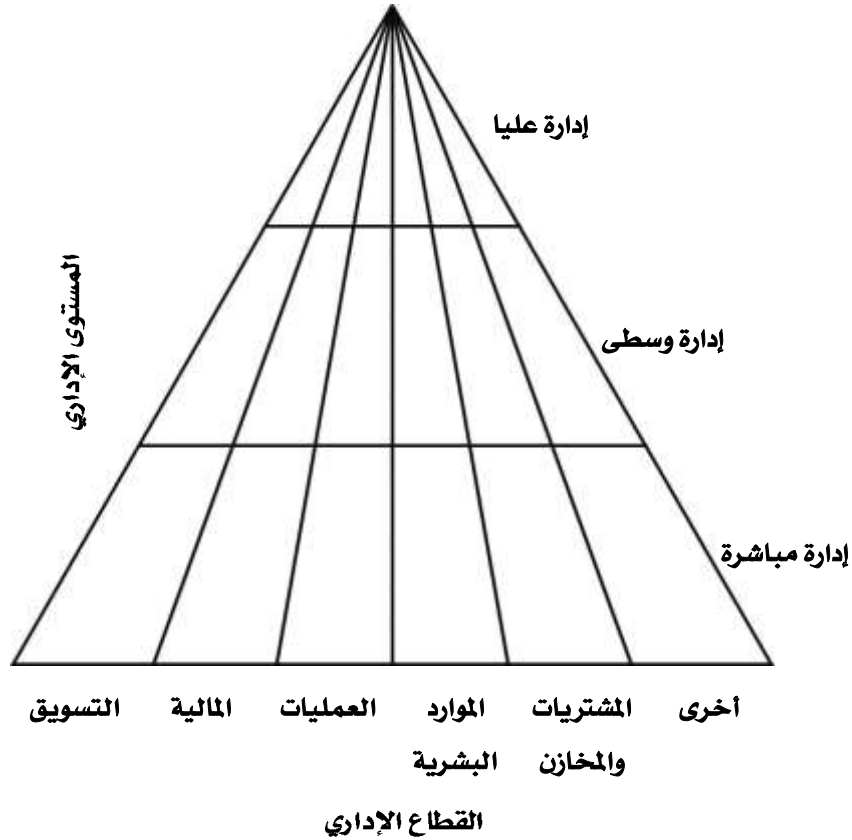 إدارة عليا
المستوى الإداري
إدارة وسطى
إدارة مباشرة
أخرى
المشتريات
والمخازن
الموارد
البشرية
العمليات
المالية
التسويق
القطاع الإداري